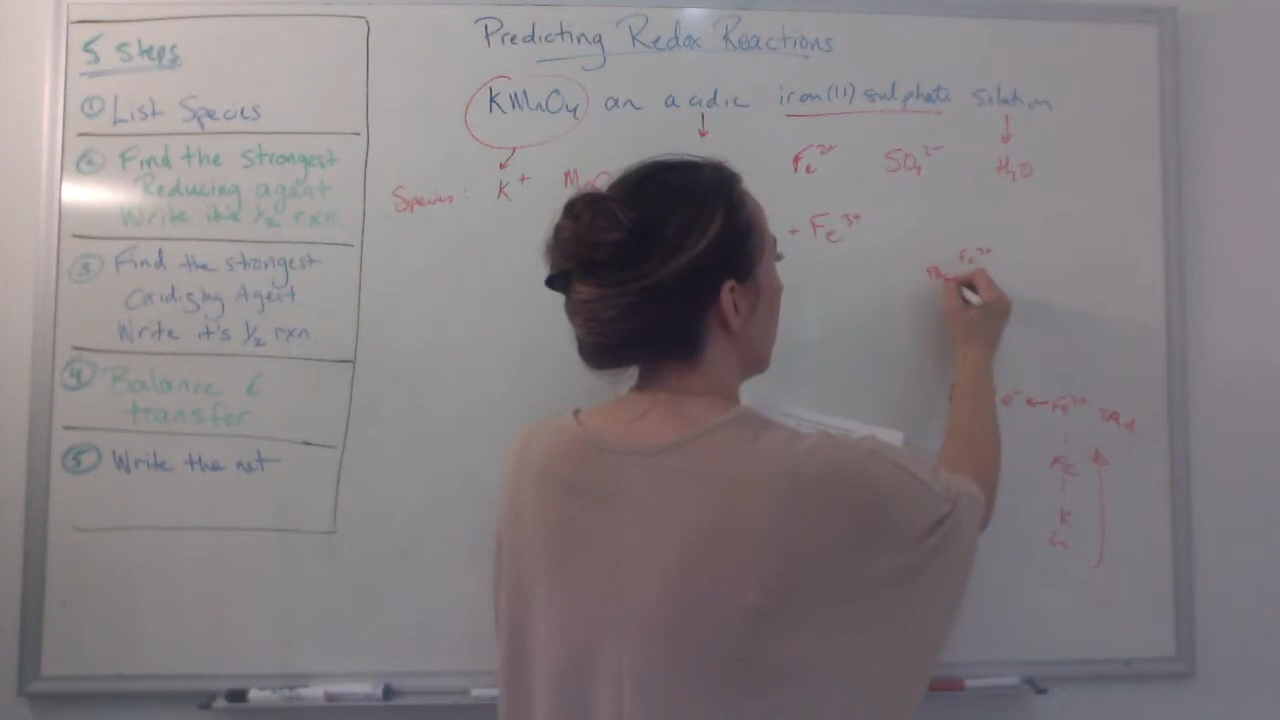 5 Steps
① List Species
② Find the strongest
Reducing agent
Write it's 1/2 rxn.
③ Find the strongest
Oxidizing Agent
Write it's 1/2 rxn.
④ Balance &
transfer
⑤ Write the net
Predicting Redox Reactions
KMnO4 an acidic iron(II) sulphate solution
Species: K+ Fe2+ SO42- H2O
+ Fe3+
Fe
K